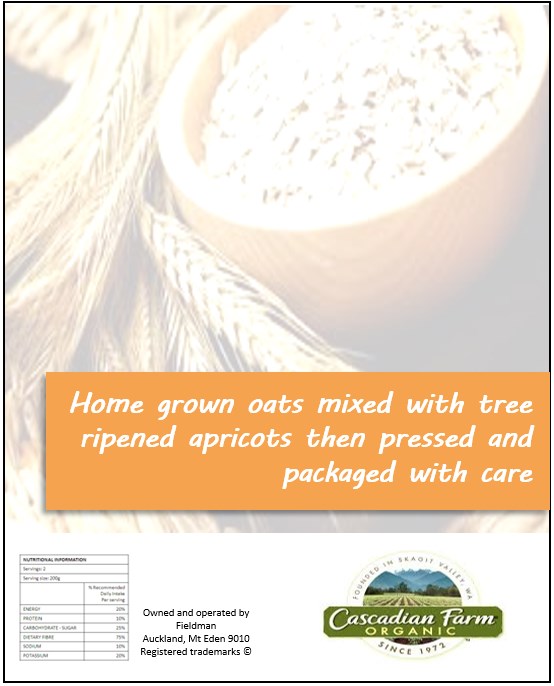 Home grown oats mixed with tree
ripened apricots then pressed and
packaged with care
NUTRITIONAL INFORMATION
Servings: 2
Serving size: 200g
% Recommended
Daily Intake
Per serving
ENERGY 20%
PROTEIN 10%
CARBOHYDRATE - SUGAR 25%
DIETARY FIBRE 75%
SODIUM 10%
POTASSIUM 20%
Owned and operated by
Fieldman
Auckland, Mt Eden 9010
Registered trademarks ©
FOUNDED IN SKAGIT VALLEY, WA
Cascadian Farm
ORGANIC
SINCE 1972